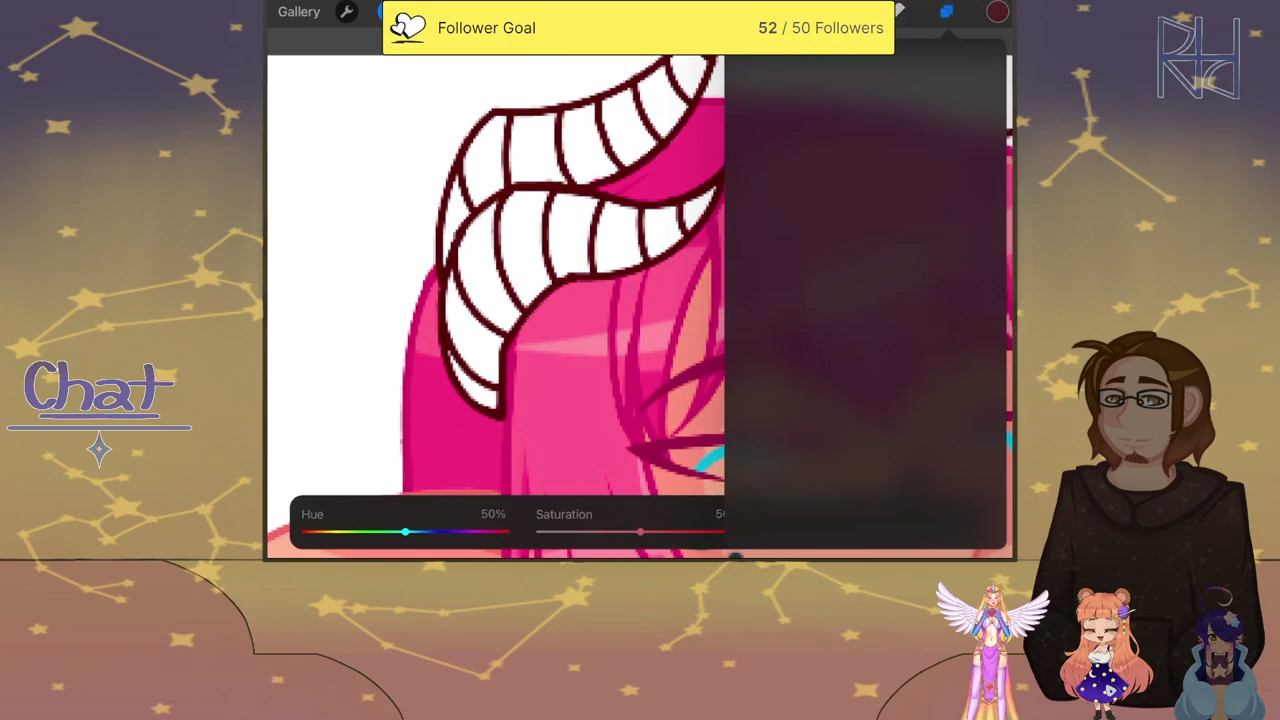 Gallery
Follower Goal
52 / 50 Followers
Chat
Hue
50%
Saturation